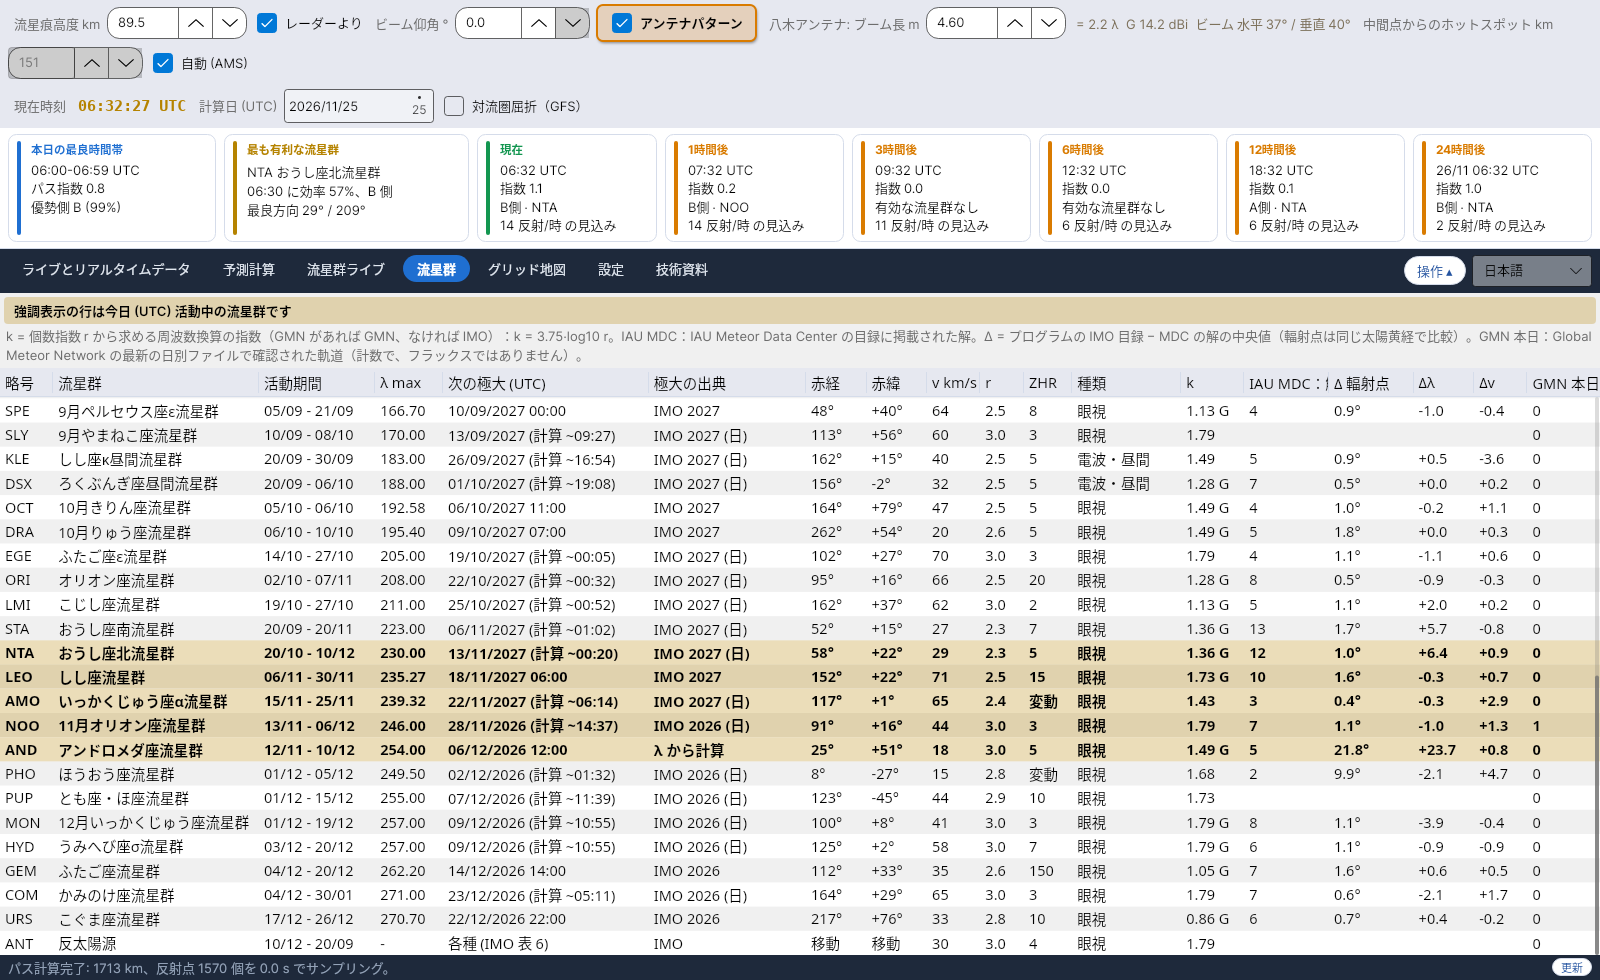 流星痕高度 km 89.5 レーダーより ビーム仰角 ° 0.0 アンテナパターン 八木アンテナ: ブーム長 m 4.60 = 2.2 λ G 14.2 dBi ビーム 水平 37° / 垂直 40° 中間点からのホットスポット km
151 自動 (AMS)
現在時刻 06:32:27 UTC 計算日 (UTC) 2026/11/25 25 対流圏屈折（GFS）
本日の最良時間帯
06:00-06:59 UTC
パス指数 0.8
優勢側 B (99%)
最も有利な流星群
NTA おうし座北流星群
06:30 に効率 57%、B 側
最良方向 29° / 209°
現在
06:32 UTC
指数 1.1
B側 · NTA
14 反射/時 の見込み
1時間後
07:32 UTC
指数 0.2
B側 · NOO
14 反射/時 の見込み
3時間後
09:32 UTC
指数 0.0
有効な流星群なし
11 反射/時 の見込み
6時間後
12:32 UTC
指数 0.0
有効な流星群なし
6 反射/時 の見込み
12時間後
18:32 UTC
指数 0.1
A側 · NTA
6 反射/時 の見込み
24時間後
26/11 06:32 UTC
指数 1.0
B側 · NTA
2 反射/時 の見込み
ライブとリアルタイムデータ 予測計算 流星群ライブ 流星群 グリッド地図 設定 技術資料 操作 ▴ 日本語
強調表示の行は今日 (UTC) 活動中の流星群です
k = 個数指数 r から求める周波数換算の指数（GMN があれば GMN、なければ IMO）：k = 3.75·log10 r。IAU MDC：IAU Meteor Data Center の目録に掲載された解。Δ = プログラムの IMO 目録 − MDC の解の中央値（輻射点は同じ太陽黄経で比較）。GMN 本日：Global
Meteor Network の最新の日別ファイルで確認された軌道（計数で、フラックスではありません）。
略号 流星群 活動期間 λ max 次の極大 (UTC) 極大の出典 赤経 赤緯 v km/s r ZHR 種類 k IAU MDC： Δ 輻射点 Δλ Δv GMN 本日
SPE 9月ペルセウス座ε流星群 05/09 - 21/09 166.70 10/09/2027 00:00 IMO 2027 48° +40° 64 2.5 8 眼視 1.13 G 4 0.9° -1.0 -0.4 0
SLY 9月やまねこ座流星群 10/09 - 08/10 170.00 13/09/2027 (計算 ~09:27) IMO 2027 (日) 113° +56° 60 3.0 3 眼視 1.79 0
KLE しし座κ昼間流星群 20/09 - 30/09 183.00 26/09/2027 (計算 ~16:54) IMO 2027 (日) 162° +15° 40 2.5 5 電波・昼間 1.49 5 0.9° +0.5 -3.6 0
DSX ろくぶんぎ座昼間流星群 20/09 - 06/10 188.00 01/10/2027 (計算 ~19:08) IMO 2027 (日) 156° -2° 32 2.5 5 電波・昼間 1.28 G 7 0.5° +0.0 +0.2 0
OCT 10月きりん座流星群 05/10 - 06/10 192.58 06/10/2027 11:00 IMO 2027 164° +79° 47 2.5 5 眼視 1.49 G 4 1.0° -0.2 +1.1 0
DRA 10月りゅう座流星群 06/10 - 10/10 195.40 09/10/2027 07:00 IMO 2027 262° +54° 20 2.6 5 眼視 1.49 G 5 1.8° +0.0 +0.3 0
EGE ふたご座ε流星群 14/10 - 27/10 205.00 19/10/2027 (計算 ~00:05) IMO 2027 (日) 102° +27° 70 3.0 3 眼視 1.79 4 1.1° -1.1 +0.6 0
ORI オリオン座流星群 02/10 - 07/11 208.00 22/10/2027 (計算 ~00:32) IMO 2027 (日) 95° +16° 66 2.5 20 眼視 1.28 G 8 0.5° -0.9 -0.3 0
LMI こじし座流星群 19/10 - 27/10 211.00 25/10/2027 (計算 ~00:52) IMO 2027 (日) 162° +37° 62 3.0 2 眼視 1.13 G 5 1.1° +2.0 +0.2 0
STA おうし座南流星群 20/09 - 20/11 223.00 06/11/2027 (計算 ~01:02) IMO 2027 (日) 52° +15° 27 2.3 7 眼視 1.36 G 13 1.7° +5.7 -0.8 0
NTA おうし座北流星群 20/10 - 10/12 230.00 13/11/2027 (計算 ~00:20) IMO 2027 (日) 58° +22° 29 2.3 5 眼視 1.36 G 12 1.0° +6.4 +0.9 0
LEO しし座流星群 06/11 - 30/11 235.27 18/11/2027 06:00 IMO 2027 152° +22° 71 2.5 15 眼視 1.73 G 10 1.6° -0.3 +0.7 0
AMO いっかくじゅう座α流星群 15/11 - 25/11 239.32 22/11/2027 (計算 ~06:14) IMO 2027 (日) 117° +1° 65 2.4 変動 眼視 1.43 3 0.4° -0.3 +2.9 0
NOO 11月オリオン座流星群 13/11 - 06/12 246.00 28/11/2026 (計算 ~14:37) IMO 2026 (日) 91° +16° 44 3.0 3 眼視 1.79 7 1.1° -1.0 +1.3 1
AND アンドロメダ座流星群 12/11 - 10/12 254.00 06/12/2026 12:00 λ から計算 25° +51° 18 3.0 5 眼視 1.49 G 5 21.8° +23.7 +0.8 0
PHO ほうおう座流星群 01/12 - 05/12 249.50 02/12/2026 (計算 ~01:32) IMO 2026 (日) 8° -27° 15 2.8 変動 眼視 1.68 2 9.9° -2.1 +4.7 0
PUP とも座・ほ座流星群 01/12 - 15/12 255.00 07/12/2026 (計算 ~11:39) IMO 2026 (日) 123° -45° 44 2.9 10 眼視 1.73 0
MON 12月いっかくじゅう座流星群 01/12 - 19/12 257.00 09/12/2026 (計算 ~10:55) IMO 2026 (日) 100° +8° 41 3.0 3 眼視 1.79 G 8 1.1° -3.9 -0.4 0
HYD うみへび座σ流星群 03/12 - 20/12 257.00 09/12/2026 (計算 ~10:55) IMO 2026 (日) 125° +2° 58 3.0 7 眼視 1.79 G 6 1.1° -0.9 -0.9 0
GEM ふたご座流星群 04/12 - 20/12 262.20 14/12/2026 14:00 IMO 2026 112° +33° 35 2.6 150 眼視 1.05 G 7 1.6° +0.6 +0.5 0
COM かみのけ座流星群 04/12 - 30/01 271.00 23/12/2026 (計算 ~05:11) IMO 2026 (日) 164° +29° 65 3.0 3 眼視 1.79 7 0.6° -2.1 +1.7 0
URS こぐま座流星群 17/12 - 26/12 270.70 22/12/2026 22:00 IMO 2026 217° +76° 33 2.8 10 眼視 0.86 G 6 0.7° +0.4 -0.2 0
ANT 反太陽源 10/12 - 20/09 - 各種 (IMO 表 6) IMO 移動 移動 30 3.0 4 眼視 1.79 0
パス計算完了: 1713 km、反射点 1570 個を 0.0 s でサンプリング。 更新